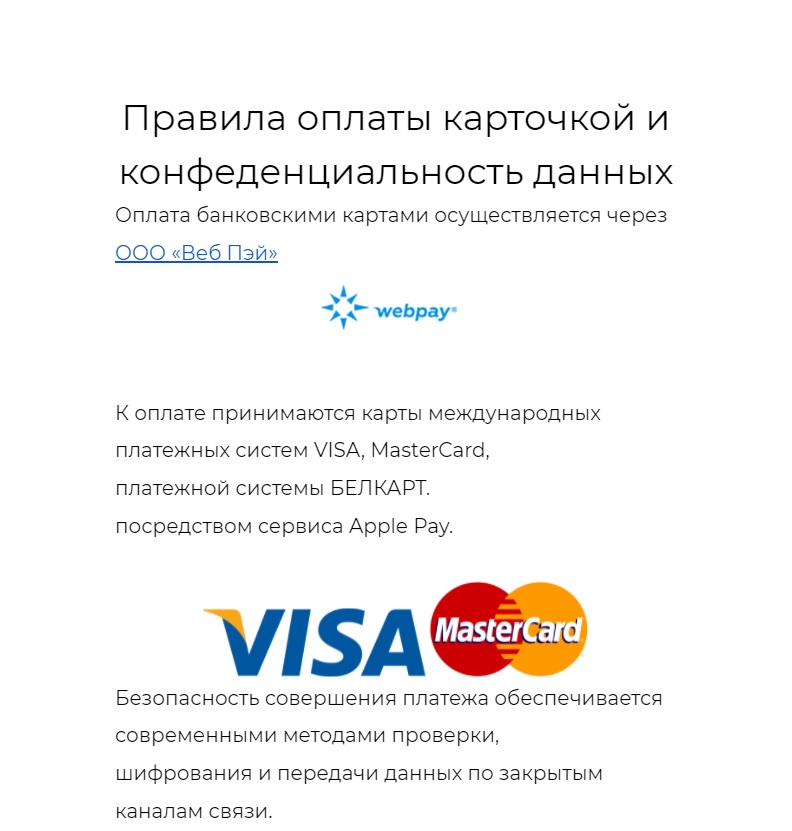 Правила оплаты карточкой и
конфеденциальность данных
Оплата банковскими картами осуществляется через
ООО «Веб Пэй»
webpay®
К оплате принимаются карты международных
платежных систем VISA, MasterCard,
платежной системы БЕЛКАРТ.
посредством сервиса Apple Pay.
VISA MasterCard
Безопасность совершения платежа обеспечивается
современными методами проверки,
шифрования и передачи данных по закрытым
каналам связи.